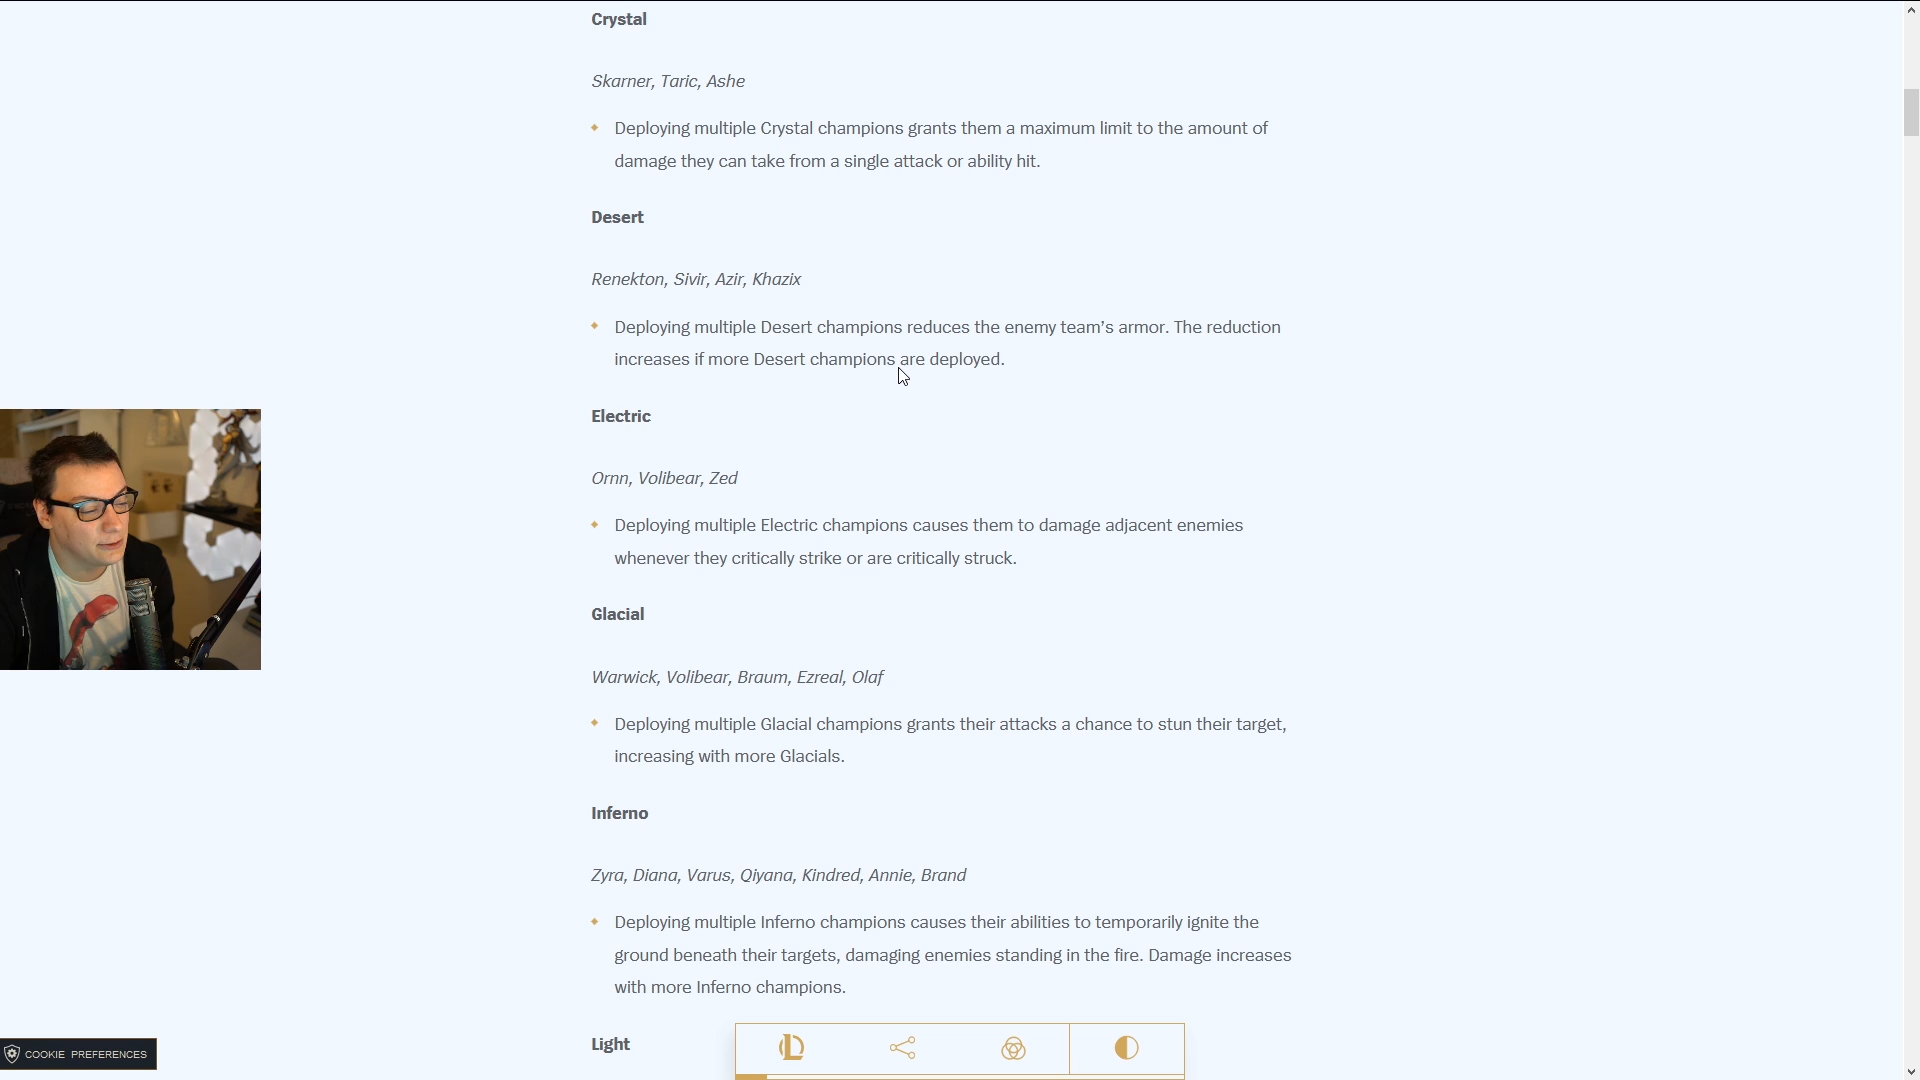 Crystal
Skarner, Taric, Ashe
Deploying multiple Crystal champions grants them a maximum limit to the amount of
damage they can take from a single attack or ability hit.
Desert
Renekton, Sivir, Azir, Khazix
Deploying multiple Desert champions reduces the enemy team’s armor. The reduction
increases if more Desert champions are deployed.
Electric
Ornn, Volibear, Zed
Deploying multiple Electric champions causes them to damage adjacent enemies
whenever they critically strike or are critically struck.
Glacial
Warwick, Volibear, Braum, Ezreal, Olaf
Deploying multiple Glacial champions grants their attacks a chance to stun their target,
increasing with more Glacials.
Inferno
Zyra, Diana, Varus, Qiyana, Kindred, Annie, Brand
Deploying multiple Inferno champions causes their abilities to temporarily ignite the
ground beneath their targets, damaging enemies standing in the fire. Damage increases
with more Inferno champions.
Light
COOKIE PREFERENCES